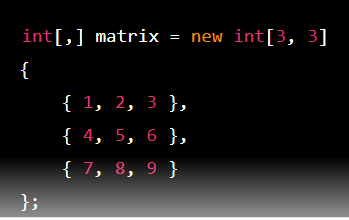 int[,] matrix = new int[3, 3]
{
    { 1, 2, 3 },
    { 4, 5, 6 },
    { 7, 8, 9 }
};